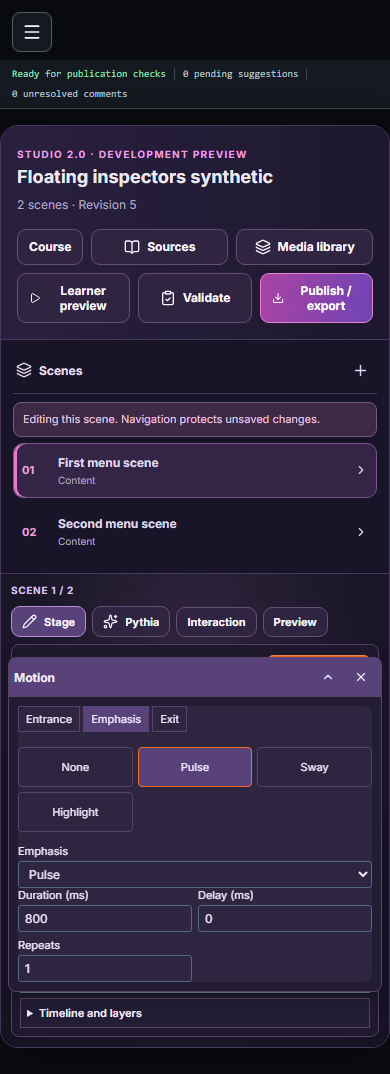 Ready for publication checks
0 pending suggestions
0 unresolved comments
STUDIO 2.0 · DEVELOPMENT PREVIEW
Floating inspectors synthetic
2 scenes · Revision 5
Course
Sources
Media library
Learner preview
Validate
Publish / export
Scenes
Editing this scene. Navigation protects unsaved changes.
01 First menu scene
Content
02 Second menu scene
Content
SCENE 1 / 2
Stage
Pythia
Interaction
Preview
Motion
Entrance
Emphasis
Exit
None
Pulse
Sway
Highlight
Emphasis
Pulse
Duration (ms)
Delay (ms)
800
0
Repeats
1
Timeline and layers